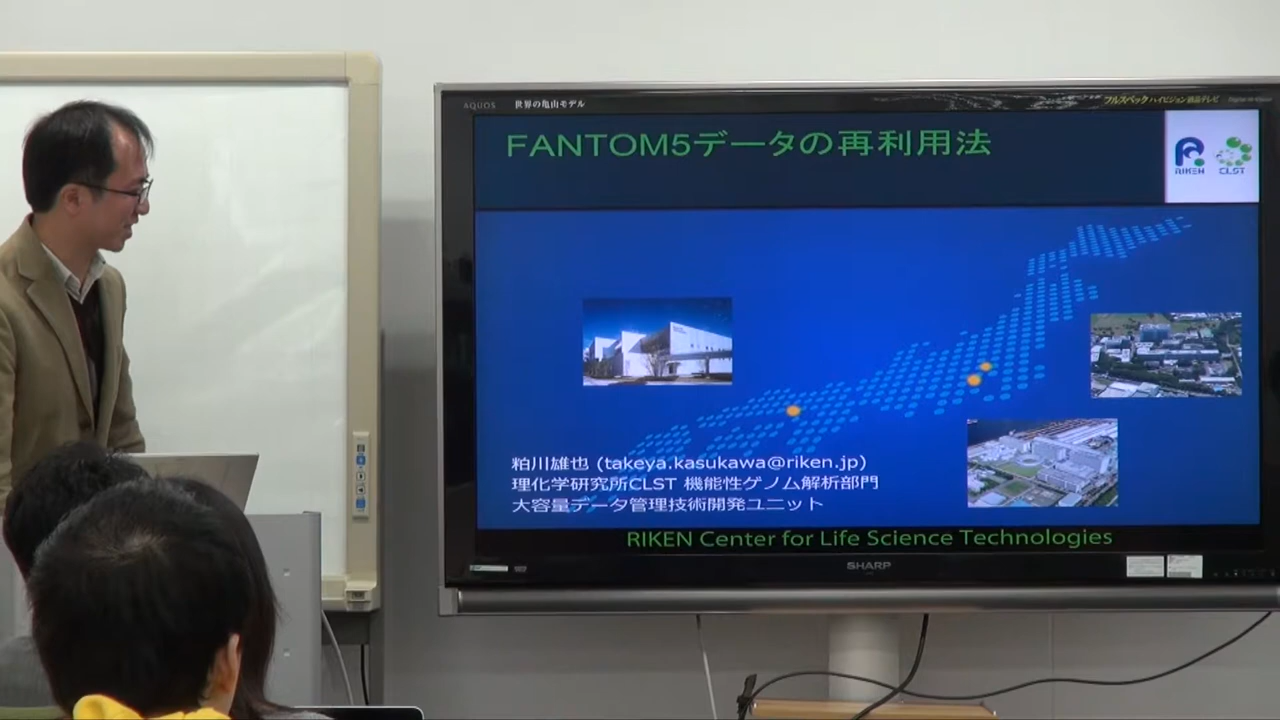 AQUOS 世界の亀山モデル
フルスペックハイビジョン液晶テレビ
FANTOM5データの再利用法
RIKEN CLST
粕川雄也 (takeya.kasukawa@riken.jp)
理化学研究所CLST 機能性ゲノム解析部門
大容量データ管理技術開発ユニット
RIKEN Center for Life Science Technologies
SHARP